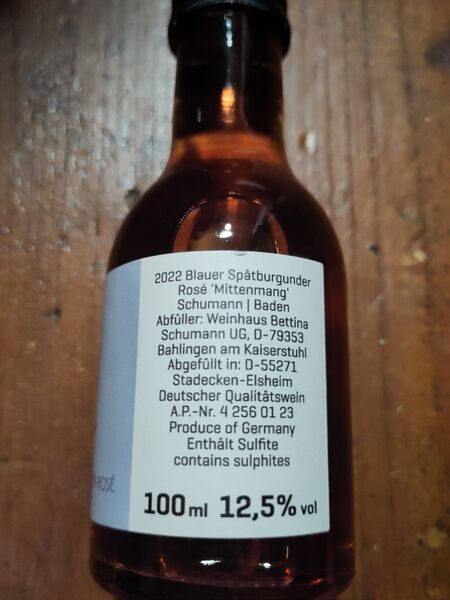 2022 Blauer Spätburgunder
Rosé 'Mittenmang'
Schumann | Baden
Abfüller: Weinhaus Bettina
Schumann UG, D-79353
Bahlingen am Kaiserstuhl
Abgefüllt in: D-55271
Stadecken-Elsheim
Deutscher Qualitätswein
A.P.-Nr. 4 256 01 23
Produce of Germany
Enthält Sulfite
contains sulphites
100 ml 12,5% vol
ROSÉ